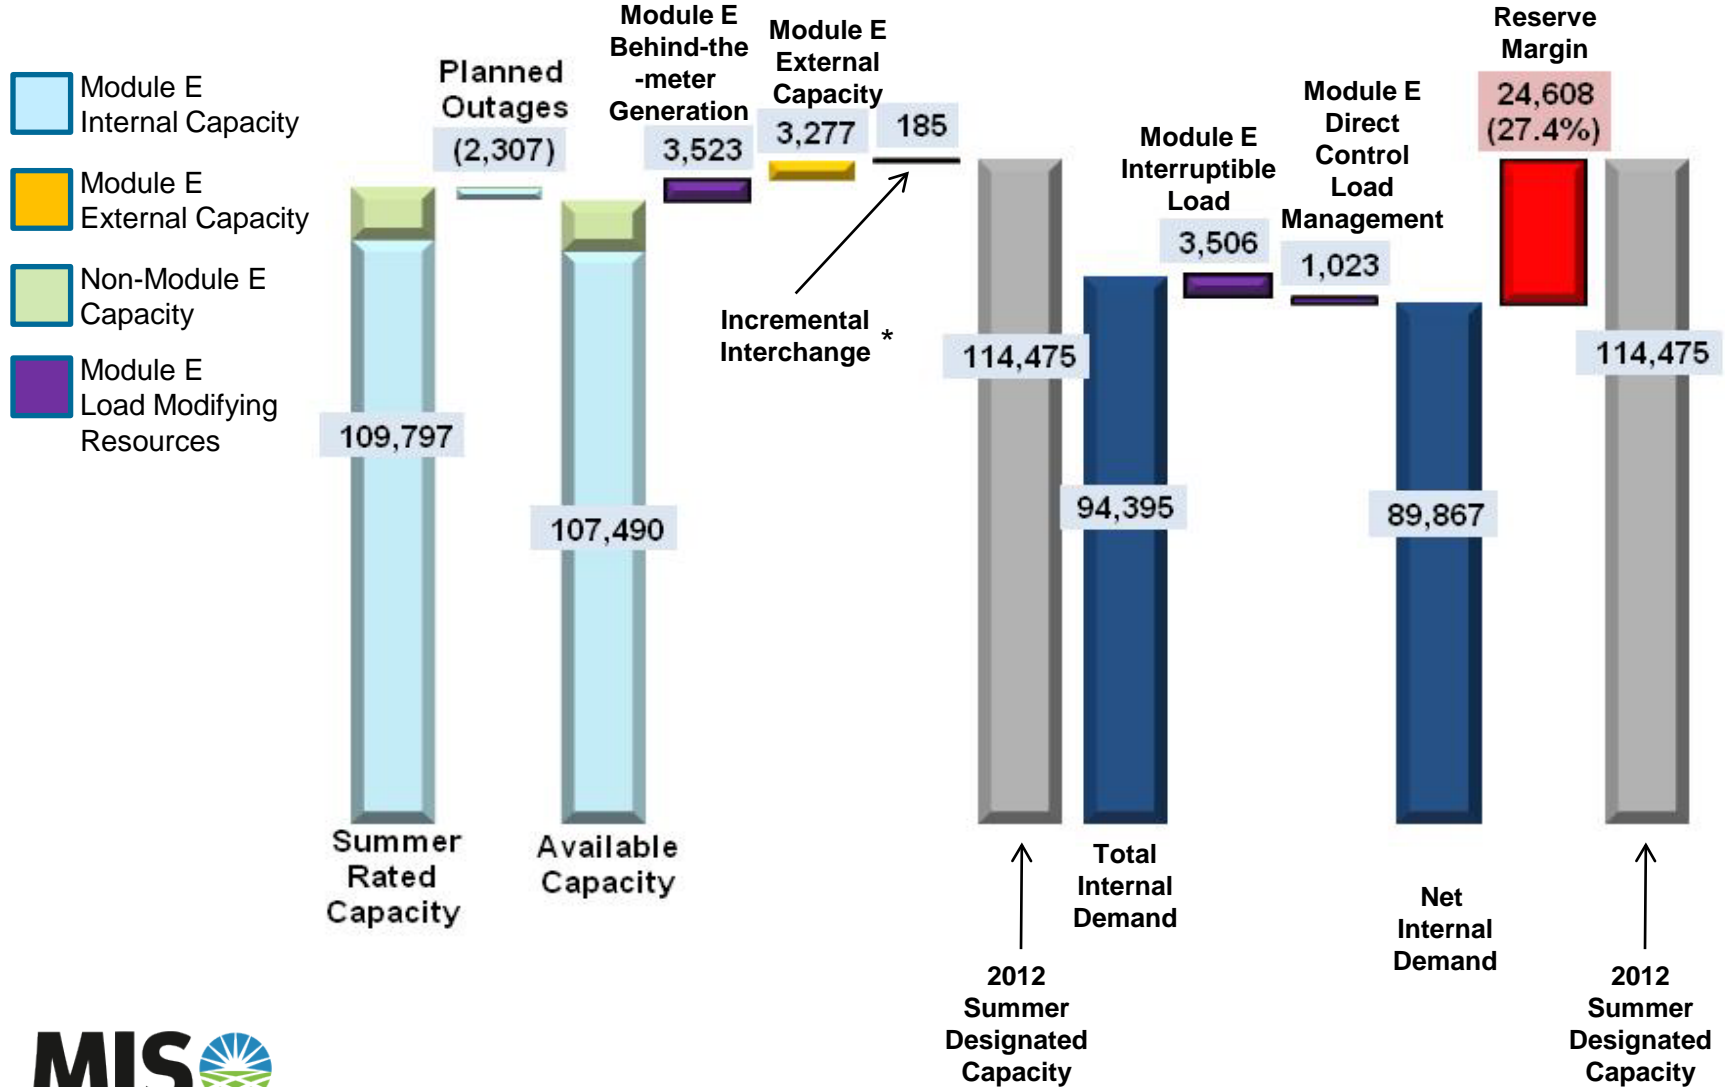 Module E
Internal Capacity
Module E
External Capacity
Non-Module E
Capacity
Module E
Load Modifying
Resources
Planned
Outages
(2,307)
Module E
Behind-the
-meter
Generation
3,523
Module E
External
Capacity
3,277
185
Incremental
Interchange *
109,797
107,490
Summer
Rated
Capacity
Available
Capacity
114,475
2012
Summer
Designated
Capacity
94,395
Total
Internal
Demand
Module E
Interruptible
Load
3,506
Module E
Direct
Control
Load
Management
1,023
89,867
Net
Internal
Demand
Reserve
Margin
24,608
(27.4%)
114,475
2012
Summer
Designated
Capacity
MIS